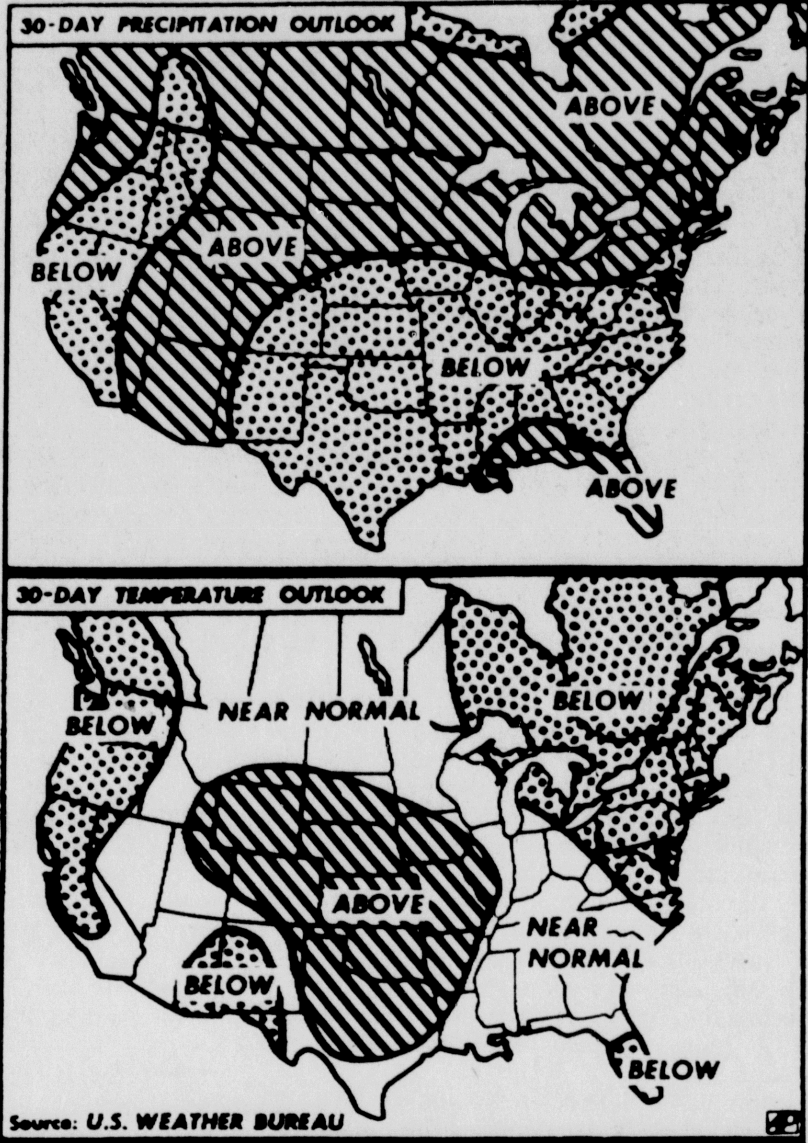 30-DAY PRECIPITATION OUTLOOK
ABOVE
ABOVE
BELOW
BELOW
ABOVE
30-DAY TEMPERATURE OUTLOOK
BELOW
NEAR NORMAL
BELOW
ABOVE
NEAR
NORMAL
BELOW
BELOW
Source: U.S. WEATHER BUREAU